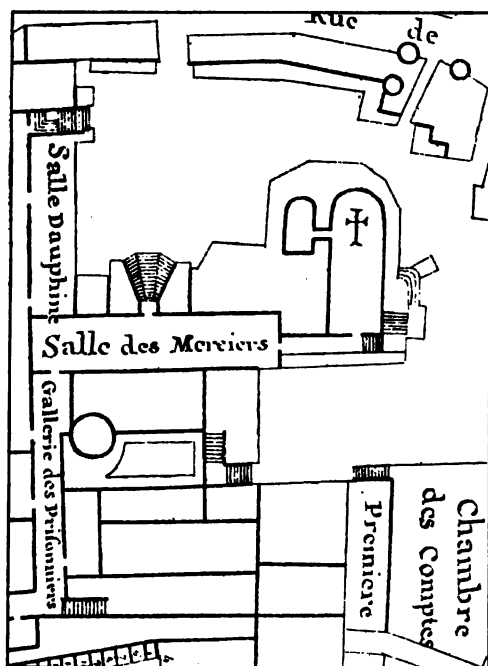 Rue de
Salle Dauphine
Salle des Merciers
Gallerie des Prisonniers
Premiere
Chambre
des Comptes